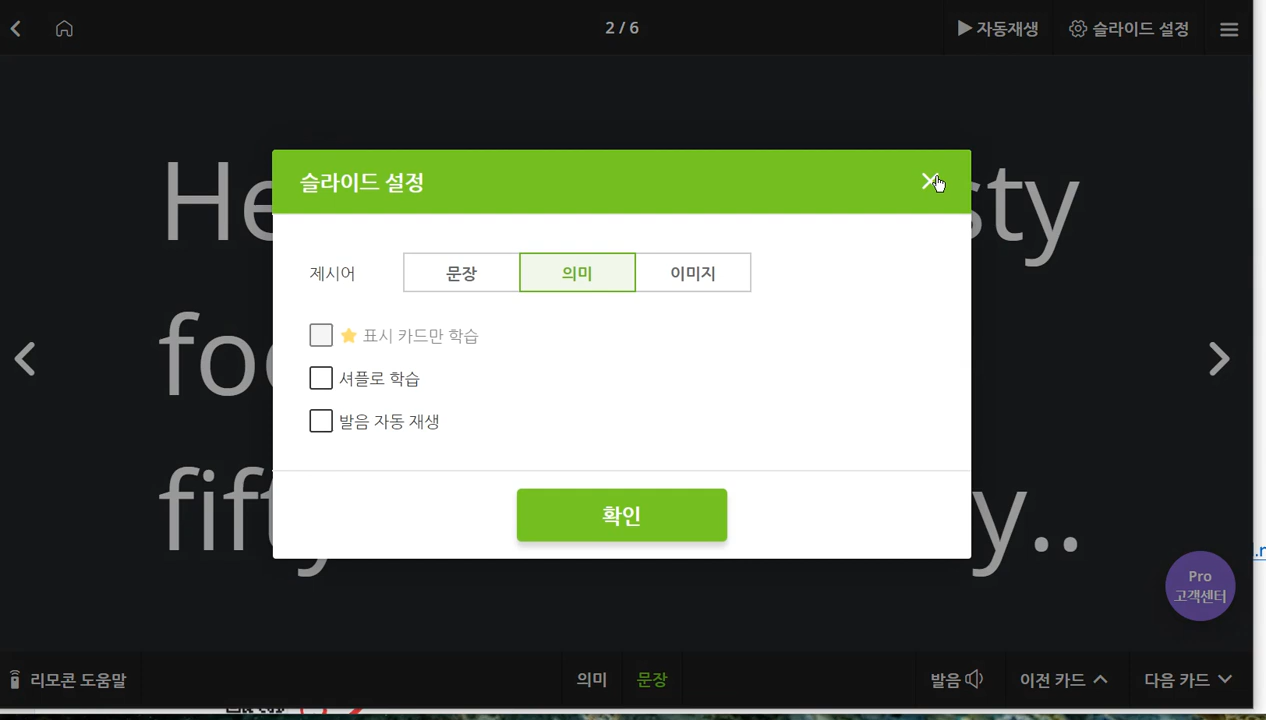 2 / 6
자동재생
슬라이드 설정
슬라이드 설정
제시어
문장
의미
이미지
표시 카드만 학습
셔플로 학습
발음 자동 재생
확인
Pro
고객센터
리모콘 도움말
의미
문장
발음
이전 카드
다음 카드